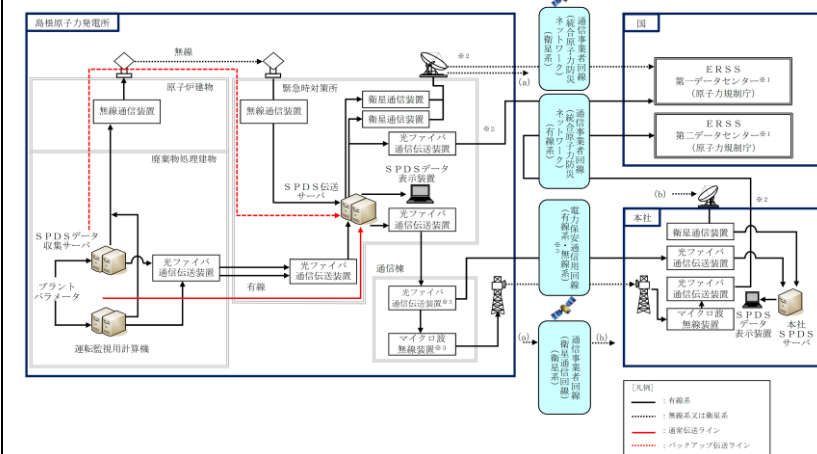 島根原子力発電所
無線
原子炉建物
無線通信装置
廃棄物処理建物
SPDSデータ
収集サーバ
プラント
パラメータ
運転監視用計算機
光ファイバ
通信伝送装置
有線
緊急時対策所
無線通信装置
衛星通信装置
衛星通信装置
光ファイバ
通信伝送装置
SPDS伝送
サーバ
SPDSデータ
表示装置
光ファイバ
通信伝送装置
光ファイバ
通信伝送装置
通信棟
光ファイバ
通信伝送装置※3
マイクロ波
無線装置※3
※2
(a)
※2
通信事業者回線
(統合原子力防災
ネットワーク)
(衛星系)
通信事業者回線
(統合原子力防災
ネットワーク)
(有線系)
電力保安通信用回線
(有線系・無線系)
※3
(a)
通信事業者回線
(衛星通信回線)
(衛星系)
(b)
国
ERSS
第一データセンター※1
(原子力規制庁)
ERSS
第二データセンター※1
(原子力規制庁)
(b)
※2
本社
衛星通信装置
光ファイバ
通信伝送装置
光ファイバ
通信伝送装置
マイクロ波
無線装置
SPDS
データ
表示装置
本社
SPDS
サーバ
[凡例]
:有線系
:無線系又は衛星系
:通常伝送ライン
:バックアップ伝送ライン